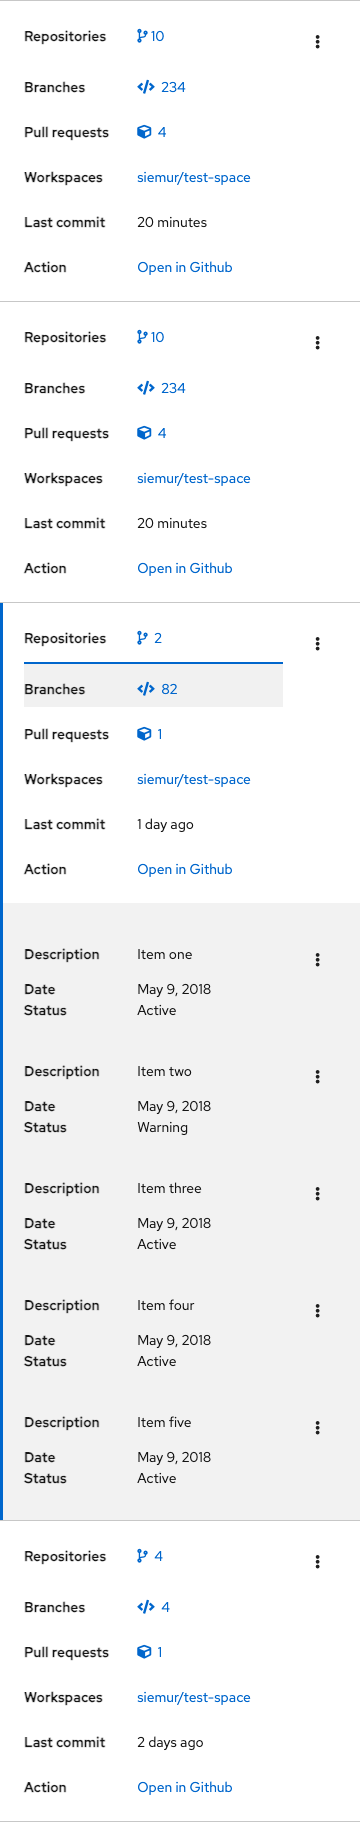 Repositories 10
Branches 234
Pull requests 4
Workspaces siemur/test-space
Last commit 20 minutes
Action Open in Github
Repositories 10
Branches 234
Pull requests 4
Workspaces siemur/test-space
Last commit 20 minutes
Action Open in Github
Repositories 2
Branches 82
Pull requests 1
Workspaces siemur/test-space
Last commit 1 day ago
Action Open in Github
Description Item one
Date May 9, 2018
Status Active
Description Item two
Date May 9, 2018
Status Warning
Description Item three
Date May 9, 2018
Status Active
Description Item four
Date May 9, 2018
Status Active
Description Item five
Date May 9, 2018
Status Active
Repositories 4
Branches 4
Pull requests 1
Workspaces siemur/test-space
Last commit 2 days ago
Action Open in Github